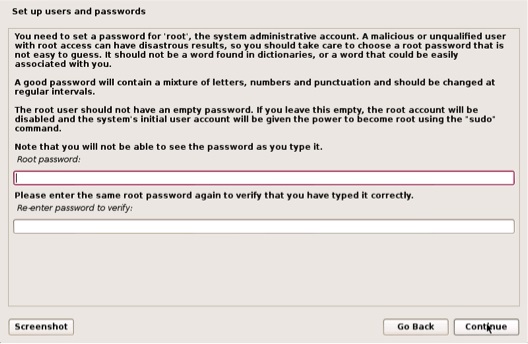 Set up users and passwords
You need to set a password for 'root', the system administrative account. A malicious or unqualified user
with root access can have disastrous results, so you should take care to choose a root password that is
not easy to guess. It should not be a word found in dictionaries, or a word that could be easily
associated with you.
A good password will contain a mixture of letters, numbers and punctuation and should be changed at
regular intervals.
The root user should not have an empty password. If you leave this empty, the root account will be
disabled and the system's initial user account will be given the power to become root using the "sudo"
command.
Note that you will not be able to see the password as you type it.
Root password:
Please enter the same root password again to verify that you have typed it correctly.
Re-enter password to verify:
Screenshot
Go Back
Continue